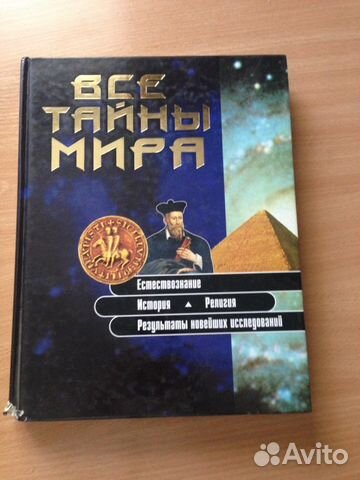 ВСЕ
ТАЙНЫ
МИРА
Естествознание
История ▲ Религия
Результаты новейших исследований
Avito